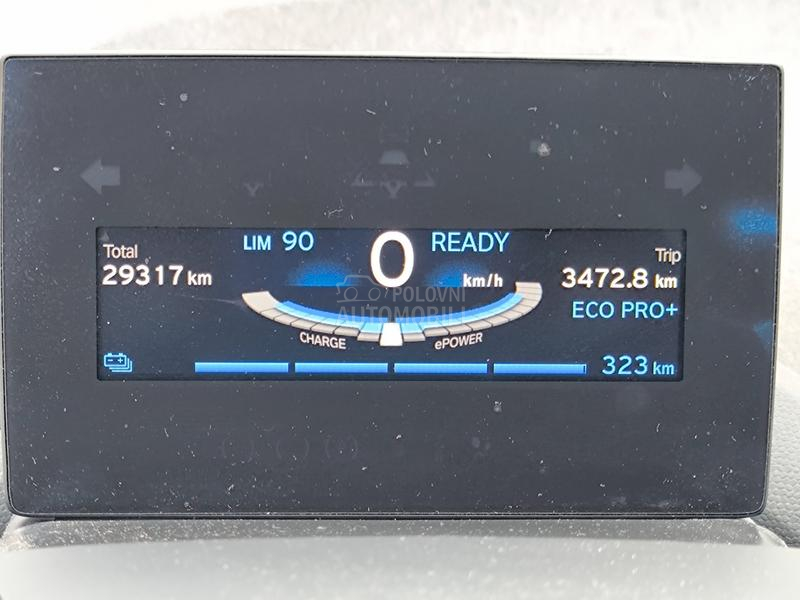 LIM 90 0 READY
Total Trip
29317 km km/h 3472.8 km
POLOVNI
AUTOMOBILI
ECO PRO+
CHARGE ePOWER
323 km